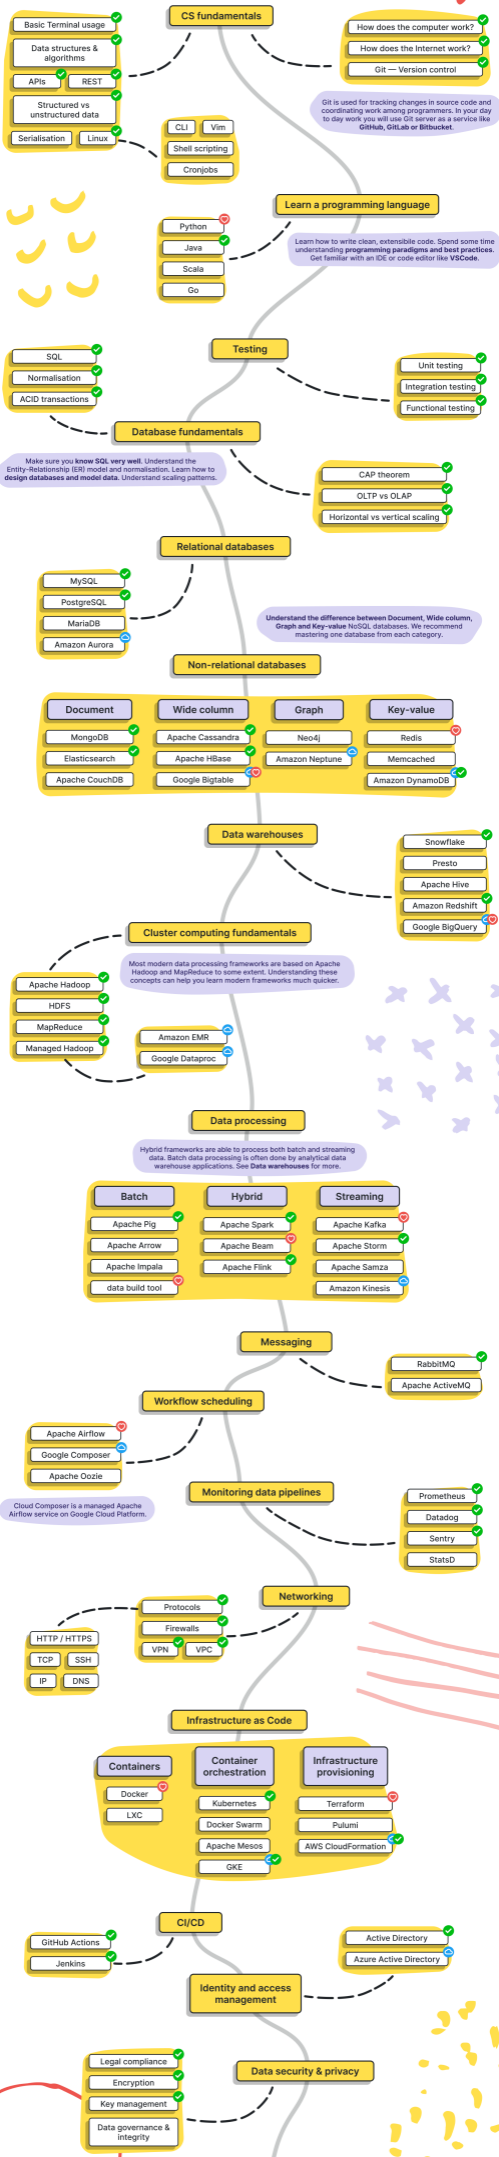 CS fundamentals
Basic Terminal usage
Data structures &
algorithms
APIs
REST
Structured vs
unstructured data
Serialisation
Linux
CLI
Vim
Shell scripting
Cronjobs
How does the computer work?
How does the Internet work?
Git — Version control
Git is used for tracking changes in source code and
coordinating work among programmers. In your day
to day work you will use Git server as a service like
GitHub, GitLab or Bitbucket.
Learn a programming language
Python
Java
Scala
Go
Learn how to write clean, extensible code. Spend some time
understanding programming paradigms and best practices.
Get familiar with an IDE or code editor like VSCode.
Testing
Unit testing
Integration testing
Functional testing
SQL
Normalisation
ACID transactions
Database fundamentals
Make sure you know SQL very well. Understand the
Entity-Relationship (ER) model and normalisation. Learn how to
design databases and model data. Understand scaling patterns.
CAP theorem
OLTP vs OLAP
Horizontal vs vertical scaling
Relational databases
MySQL
PostgreSQL
MariaDB
Amazon Aurora
Understand the difference between Document, Wide column,
Graph and Key-value NoSQL databases. We recommend
mastering one database from each category.
Non-relational databases
Document
MongoDB
Elasticsearch
Apache CouchDB
Wide column
Apache Cassandra
Apache HBase
Google Bigtable
Graph
Neo4j
Amazon Neptune
Key-value
Redis
Memcached
Amazon DynamoDB
Data warehouses
Snowflake
Presto
Apache Hive
Amazon Redshift
Google BigQuery
Cluster computing fundamentals
Most modern data processing frameworks are based on Apache
Hadoop and MapReduce to some extent. Understanding these
concepts can help you learn modern frameworks much quicker.
Apache Hadoop
HDFS
MapReduce
Managed Hadoop
Amazon EMR
Google Dataproc
Data processing
Hybrid frameworks are able to process both batch and streaming
data. Batch data processing is often done by analytical data
warehouse applications. See Data warehouses for more.
Batch
Apache Pig
Apache Arrow
Apache Impala
data build tool
Hybrid
Apache Spark
Apache Beam
Apache Flink
Streaming
Apache Kafka
Apache Storm
Apache Samza
Amazon Kinesis
Messaging
RabbitMQ
Apache ActiveMQ
Workflow scheduling
Apache Airflow
Google Composer
Apache Oozie
Cloud Composer is a managed Apache
Airflow service on Google Cloud Platform.
Monitoring data pipelines
Prometheus
Datadog
Sentry
StatsD
Networking
Protocols
Firewalls
VPN
VPC
HTTP / HTTPS
TCP
SSH
IP
DNS
Infrastructure as Code
Containers
Docker
LXC
Container
orchestration
Kubernetes
Docker Swarm
Apache Mesos
GKE
Infrastructure
provisioning
Terraform
Pulumi
AWS CloudFormation
CI/CD
GitHub Actions
Jenkins
Active Directory
Azure Active Directory
Identity and access
management
Data security & privacy
Legal compliance
Encryption
Key management
Data governance &
integrity